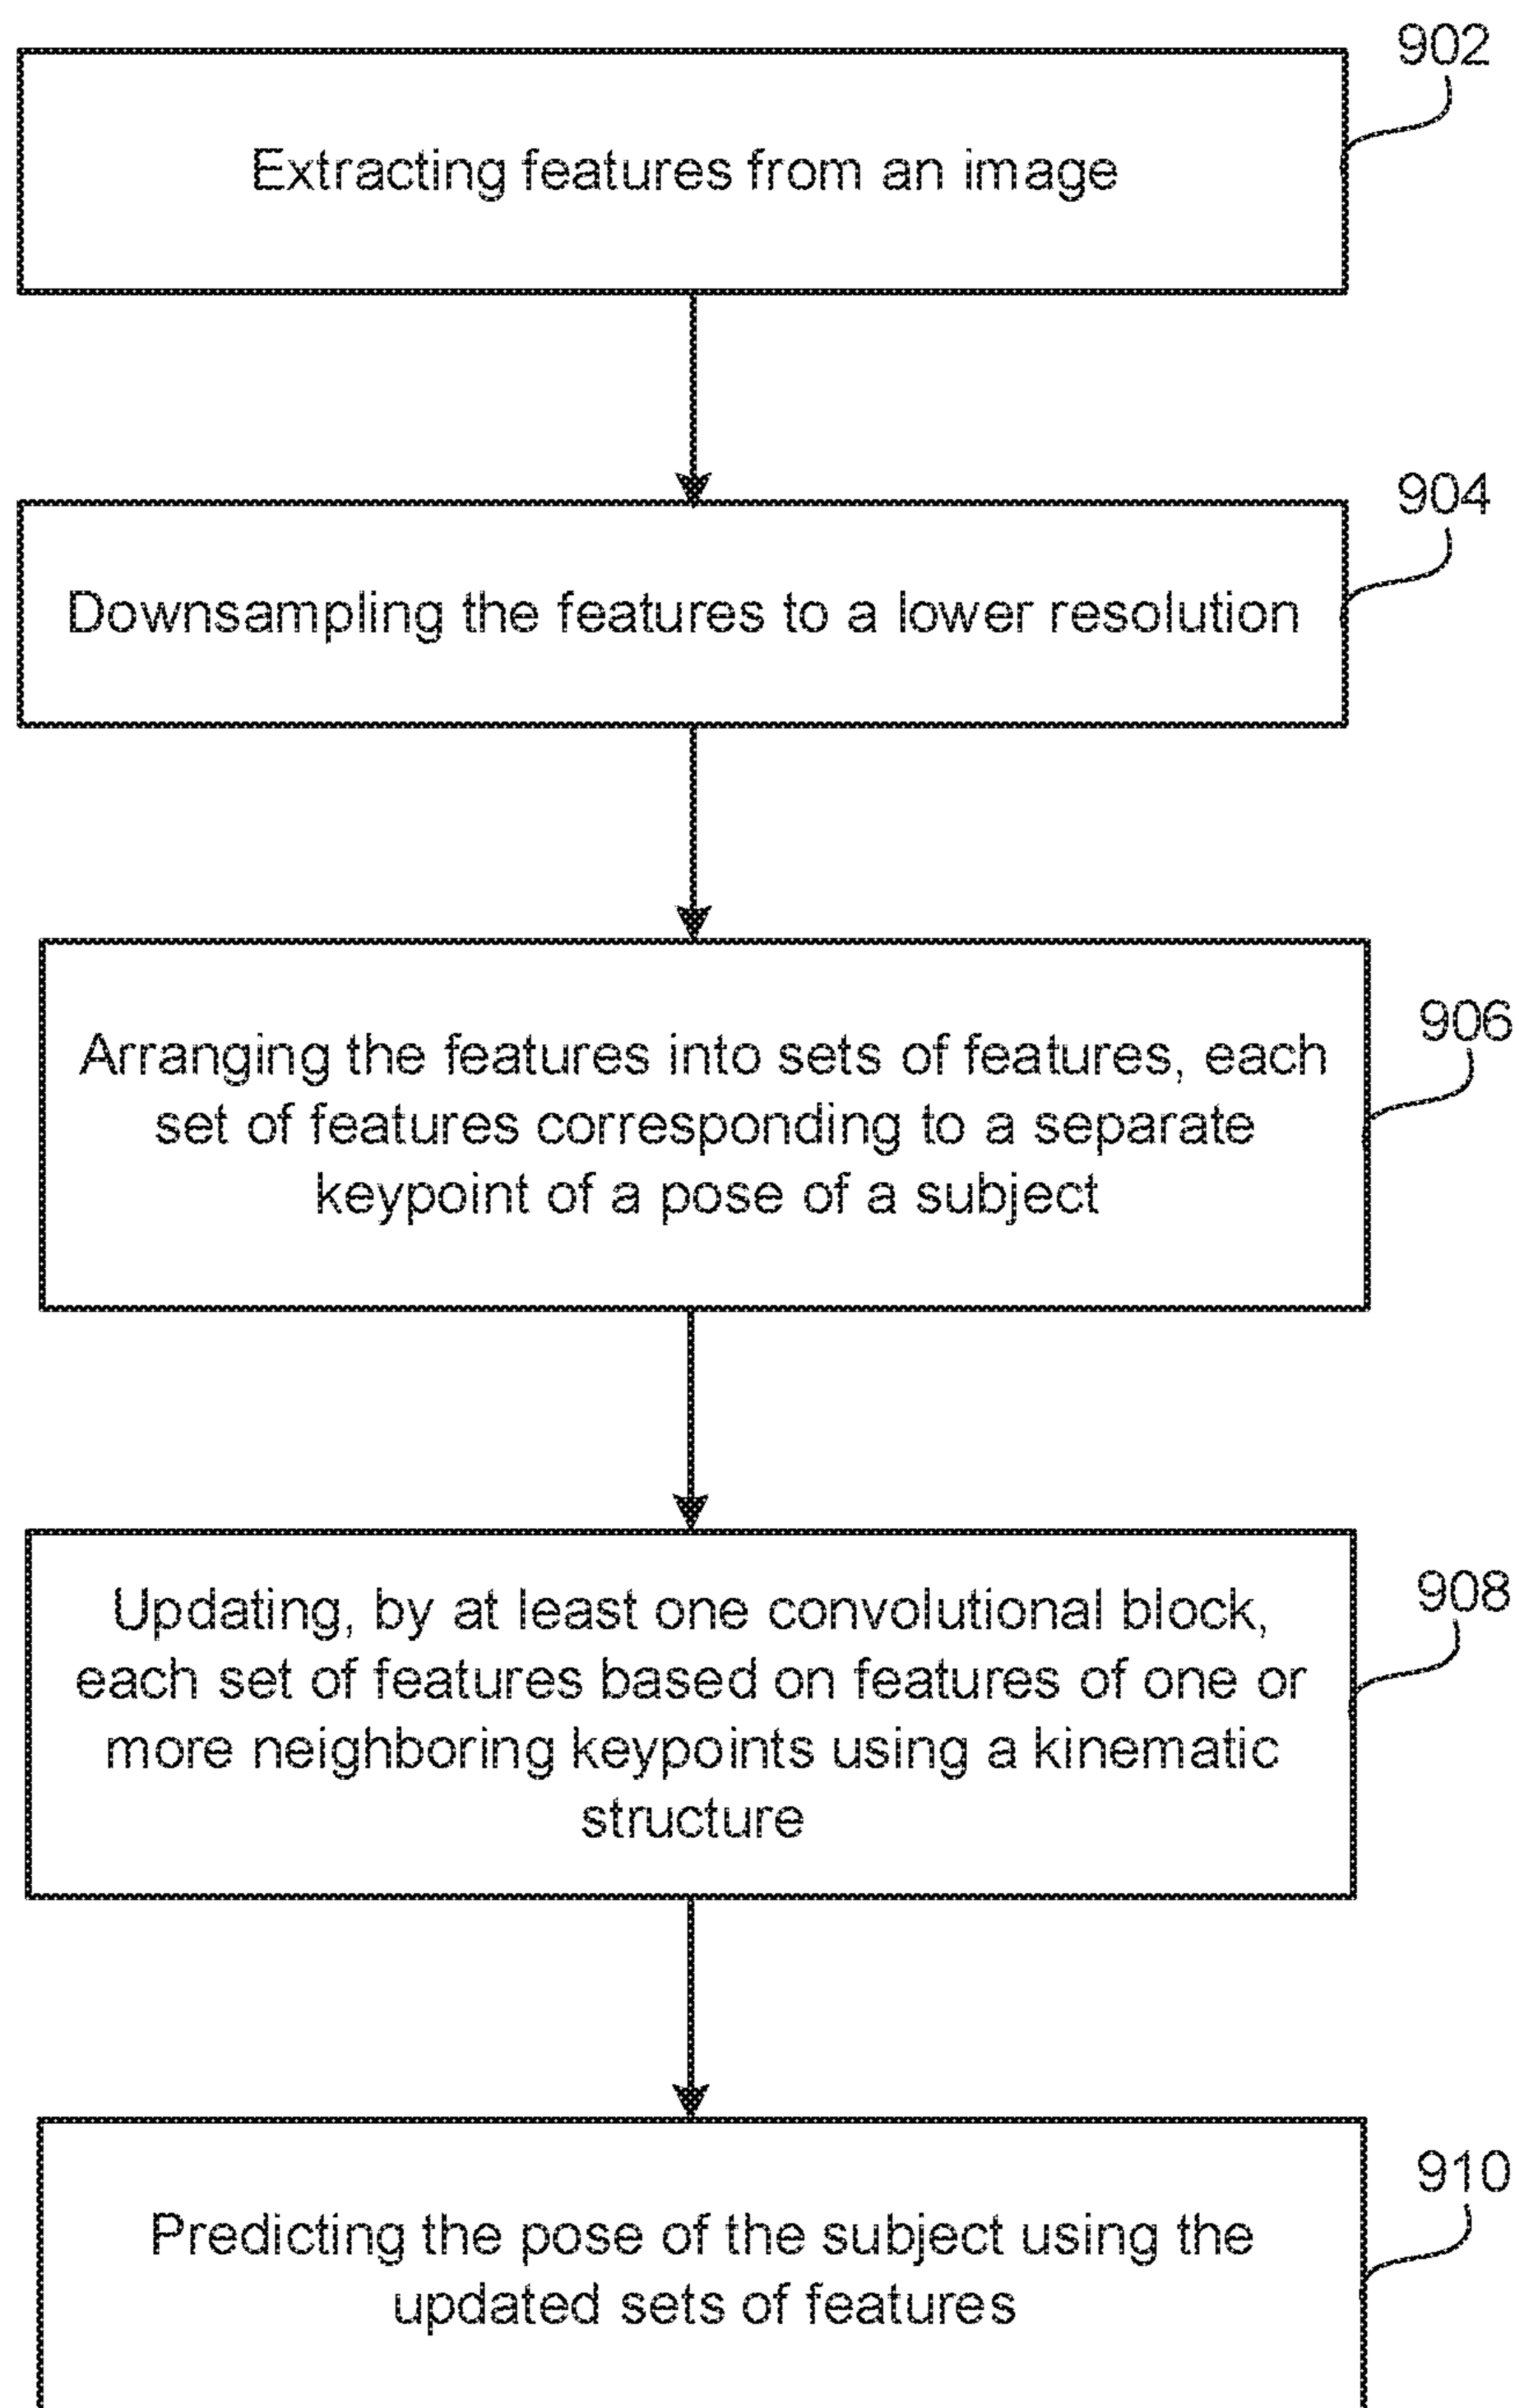 902
Extracting features from an image
904
Downsampling the features to a lower resolution
906
Arranging the features into sets of features, each
set of features corresponding to a separate
keypoint of a pose of a subject
908
Updating, by at least one convolutional block,
each set of features based on features of one or
more neighboring keypoints using a kinematic
structure
910
Predicting the pose of the subject using the
updated sets of features